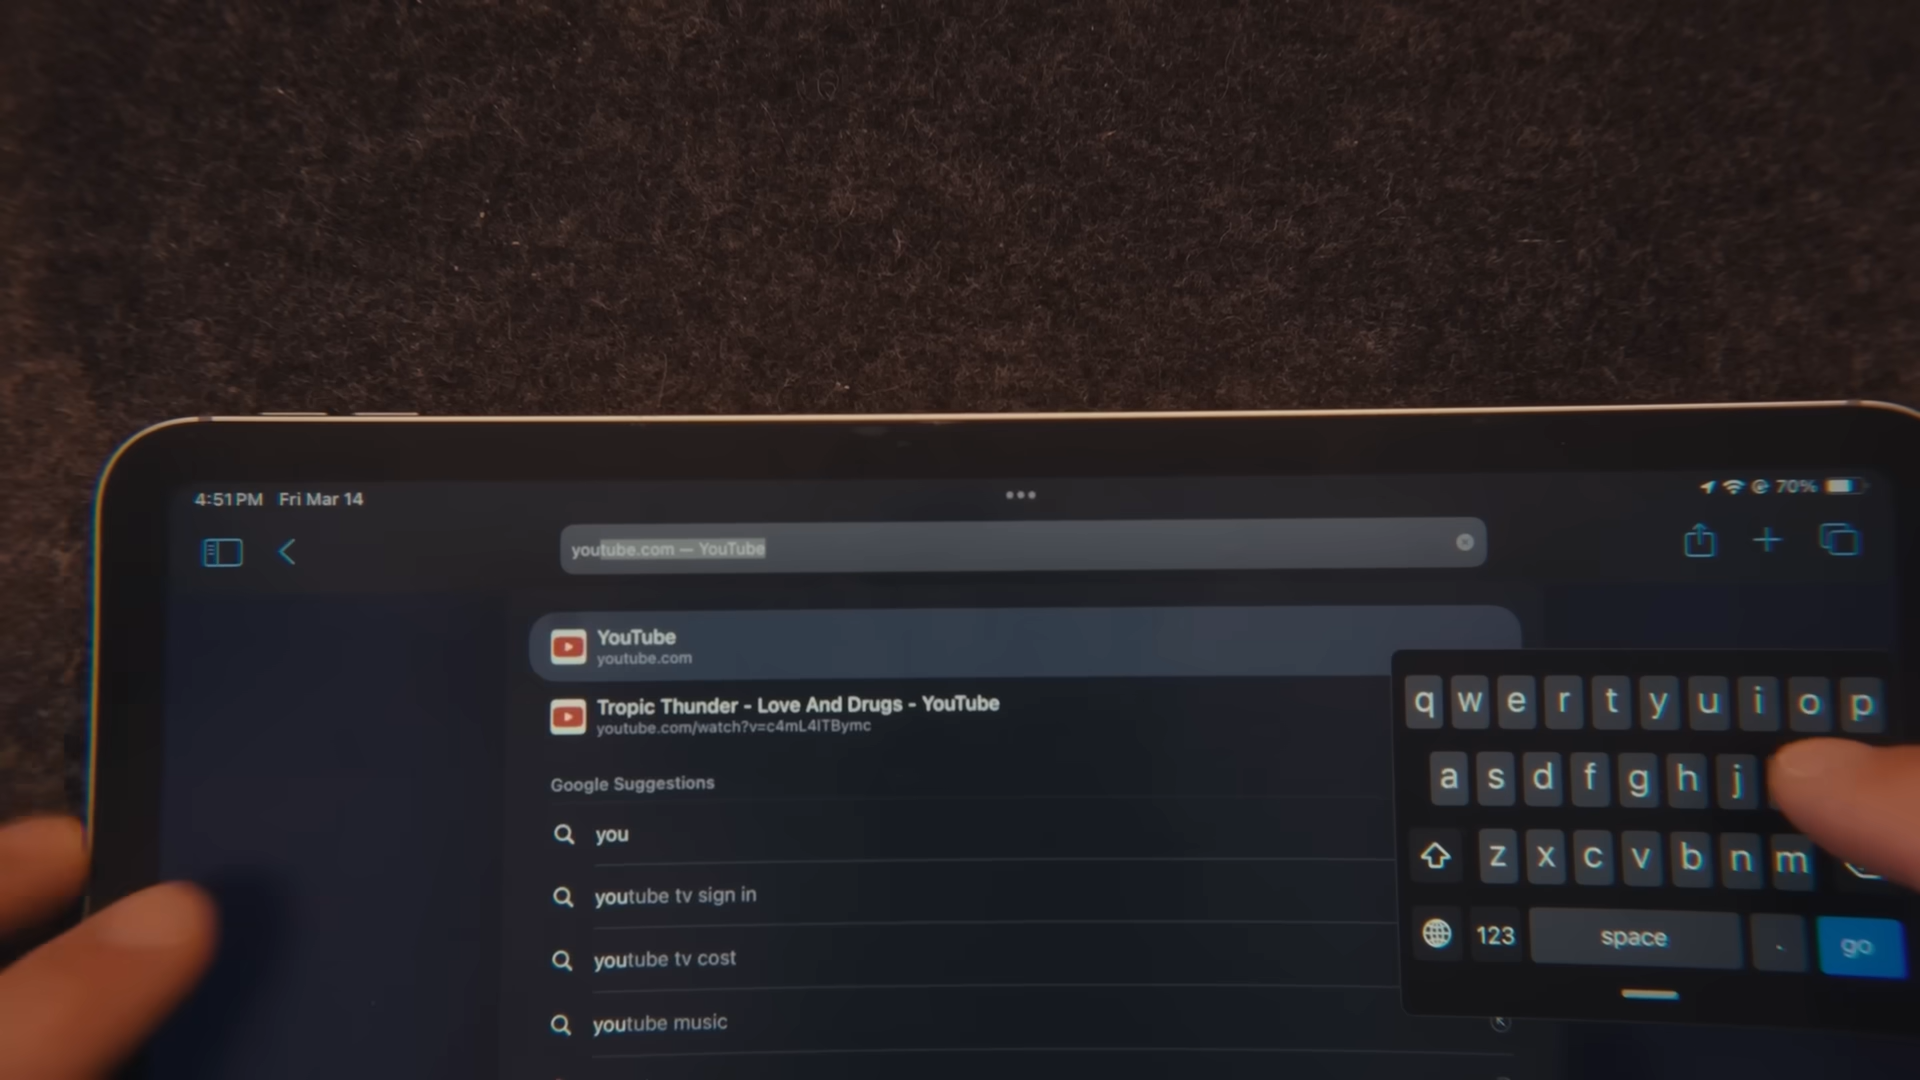 4:51 PM Fri Mar 14
70%
youtube.com — YouTube
YouTube
youtube.com
Tropic Thunder - Love And Drugs - YouTube
youtube.com/watch?v=c4mL4lTBymc
Google Suggestions
you
youtube tv sign in
youtube tv cost
youtube music
q w e r t y u i o p
a s d f g h j
z x c v b n m
123 space . go